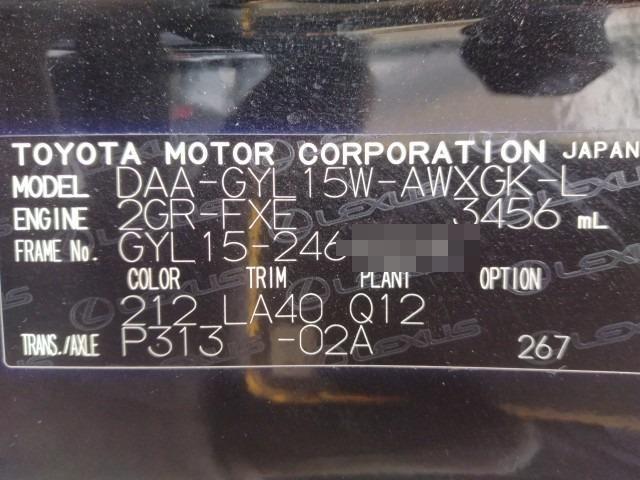 TOYOTA MOTOR CORPORATION JAPAN
MODEL DAA-GYL15W-AWXGK-L
ENGINE 2GR-FXE 3456 mL
FRAME No. GYL15-246
COLOR TRIM PLANT OPTION
212 LA40 Q12
TRANS./AXLE P313 -02A 267